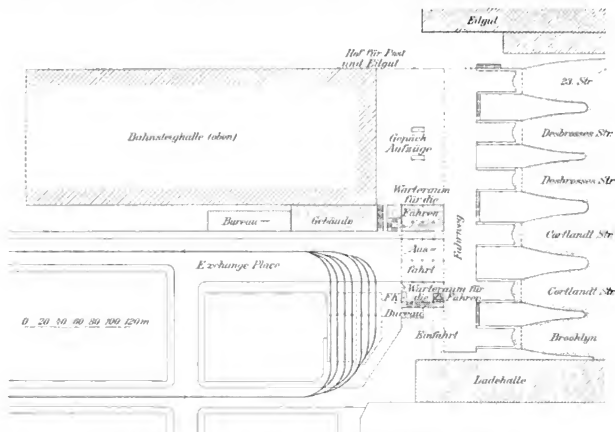 Eilgut
Hof für Post
und Eilgut
23. Str
Bahnsteighalle (oben)
Gepäck
Aufzüge
Desbrosses Str.
Desbrosses Str
Warteraum
für die
Fähren
Bureau
Gebäude
Fahrweg
Cortlandt Str
Aus-
fahrt
Exchange Place
Warteraum für
die Fähren
F.K.
Cortlandt Str
Bureau
0 20 40 60 80 100 120 m
Einfahrt
Brooklyn
Ladehalle